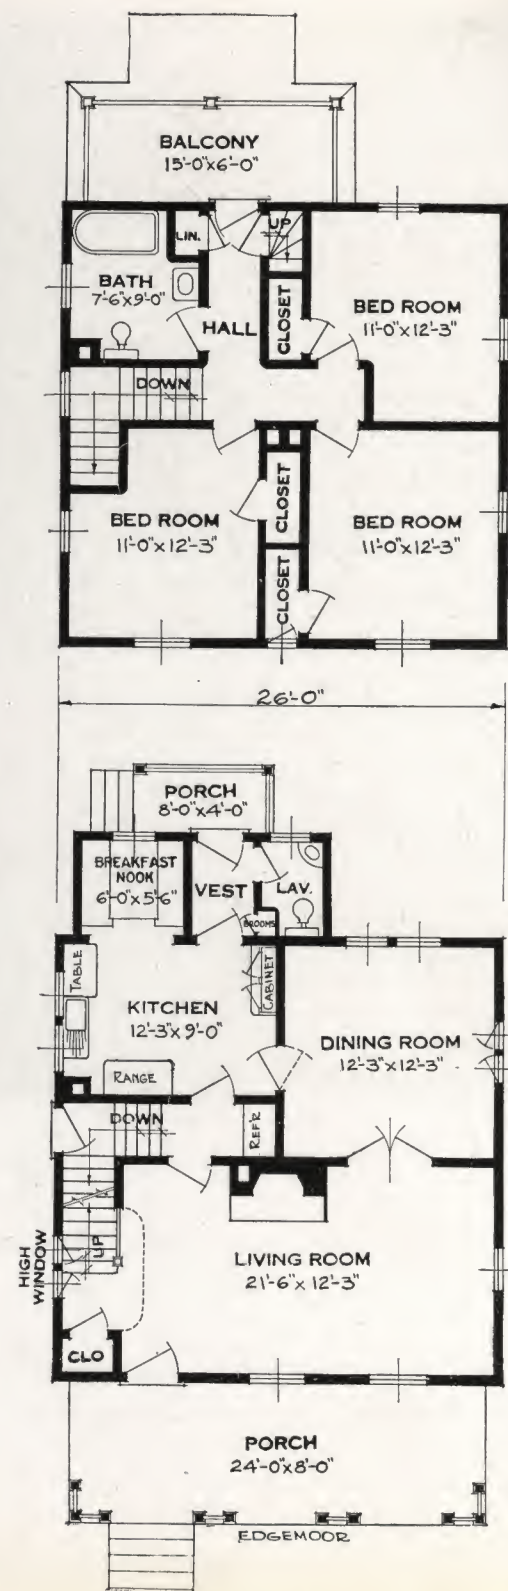 BALCONY
15'-0"x6'-0"
LIN.
UP
BATH
7'-6"x9'-0"
HALL
CLOSET
BED ROOM
11'-0"x12'-3"
DOWN
BED ROOM
11'-0"x12'-3"
CLOSET
CLOSET
BED ROOM
11'-0"x12'-3"
26'-0"
PORCH
8'-0"x4'-0"
BREAKFAST
NOOK
6'-0"x5'-6"
VEST
LAV.
BROOMS
TABLE
KITCHEN
12'-3"x9'-0"
CABINET
DINING ROOM
12'-3"x12'-3"
RANGE
DOWN
REF'R
HIGH
WINDOW
UP
LIVING ROOM
21'-6"x12'-3"
CLO
PORCH
24'-0"x8'-0"
EDGEMOOR